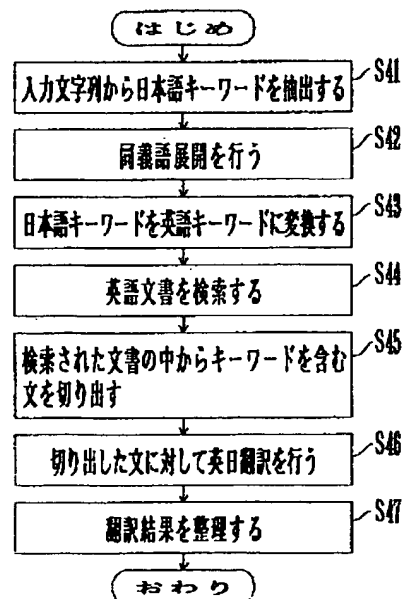 はじめ
S41
入力文字列から日本語キーワードを抽出する
S42
同義語展開を行う
S43
日本語キーワードを英語キーワードに変換する
S44
英語文書を検索する
S45
検索された文書の中からキーワードを含む
文を切り出す
S46
切り出した文に対して英日翻訳を行う
S47
翻訳結果を整理する
おわり